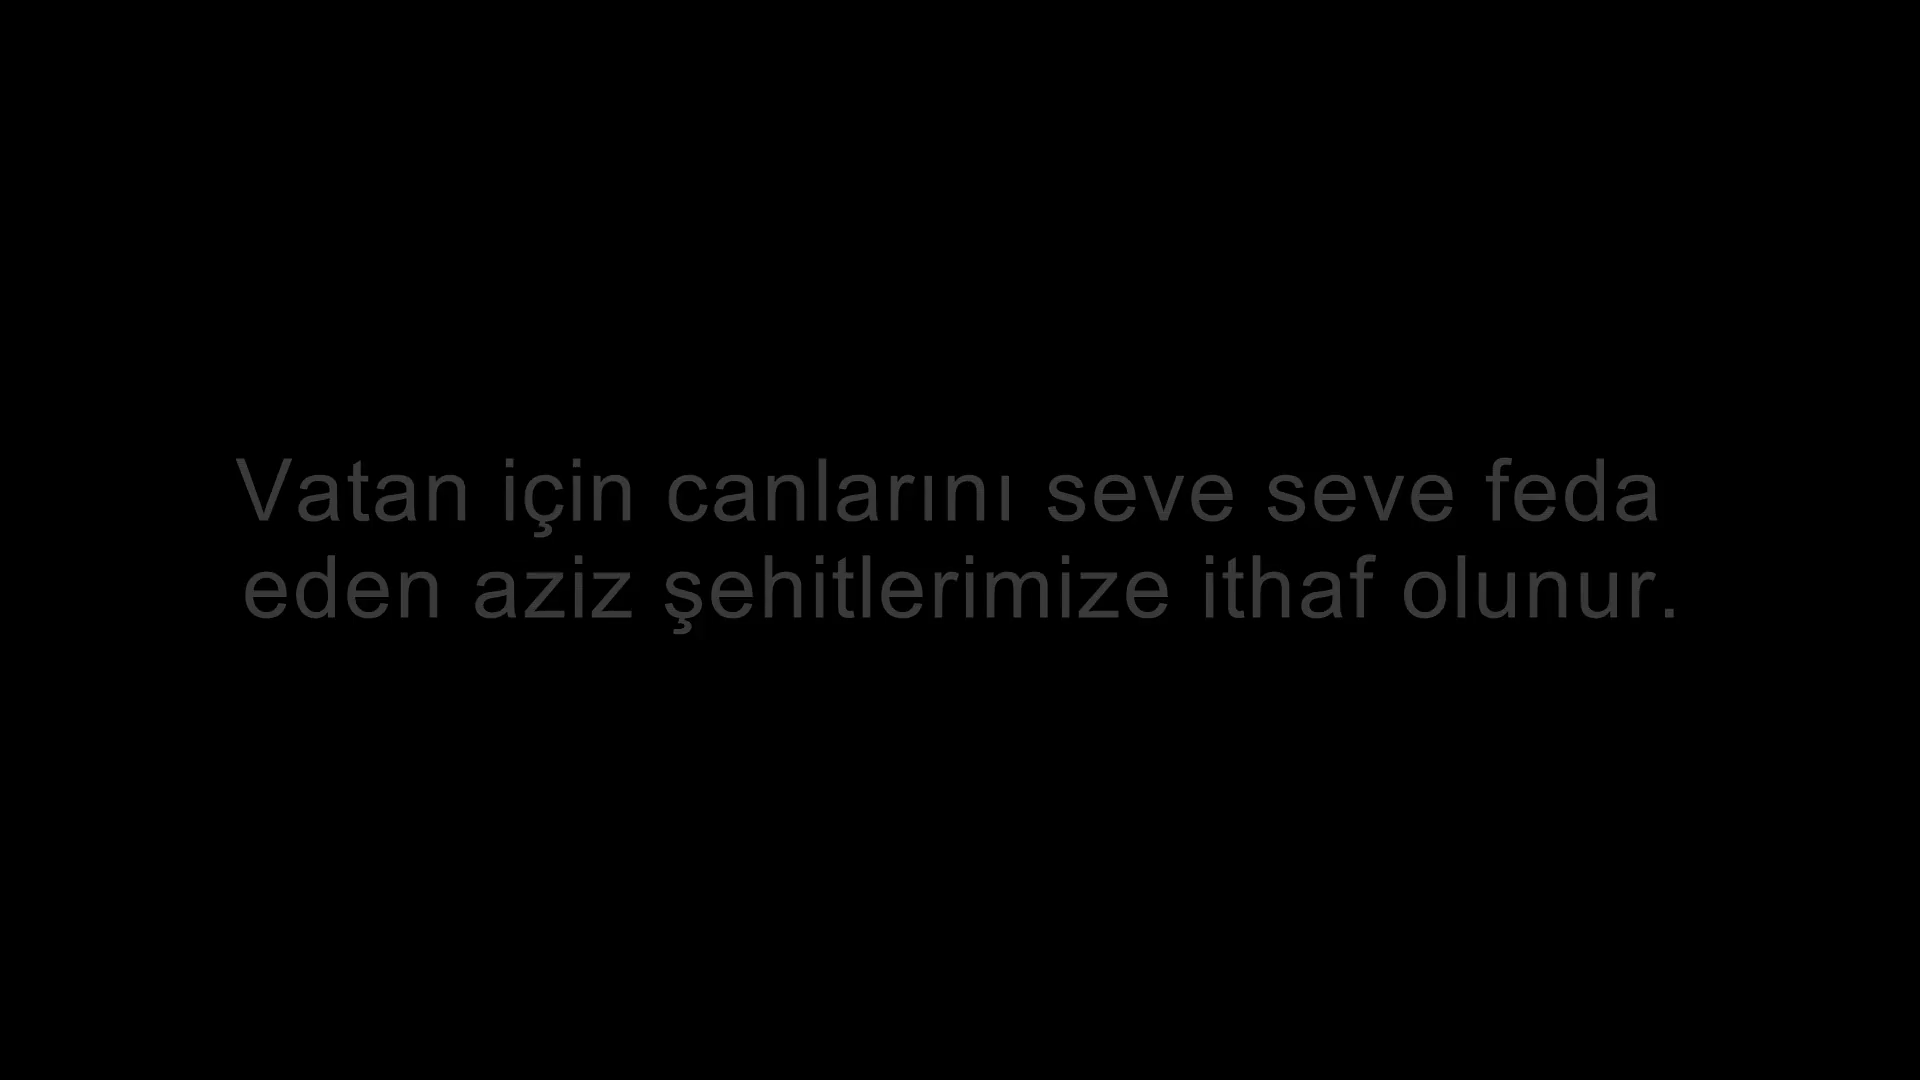 Vatan için canlarını seve seve feda
eden aziz şehitlerimize ithaf olunur.